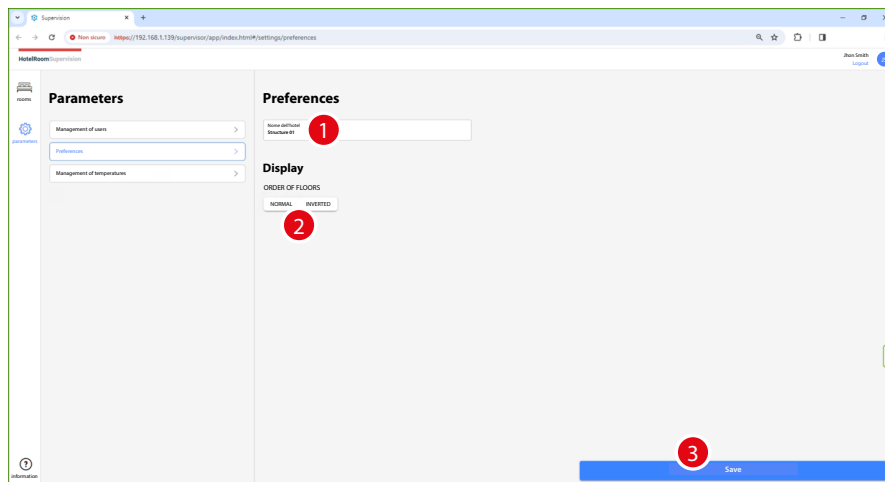 Supervision
Non sicuro https://192.168.1.139/supervisor/app/index.html#/settings/preferences
HotelRoomSupervision
Jhon Smith
Logout
rooms
parameters
Parameters
Management of users
Preferences
Management of temperatures
Preferences
Nome dell'hotel
Structure 01
1
Display
ORDER OF FLOORS
NORMAL INVERTED
2
3
Save
information